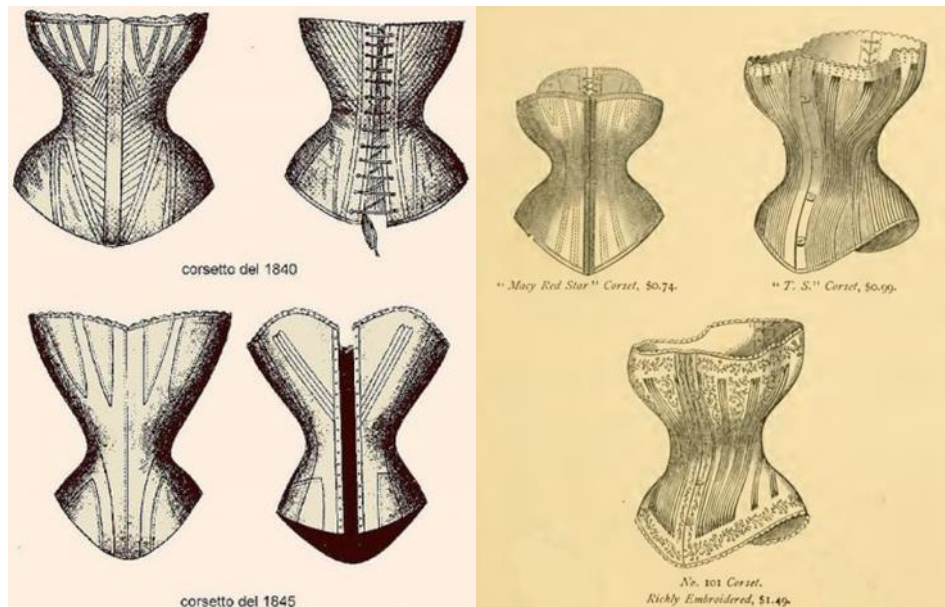 corsetto del 1840
corsetto del 1845
"Macy Red Star" Corset, $0.74.
"T. S." Corset, $0.99.
No. 101 Corset.
Richly Embroidered, $1.49.